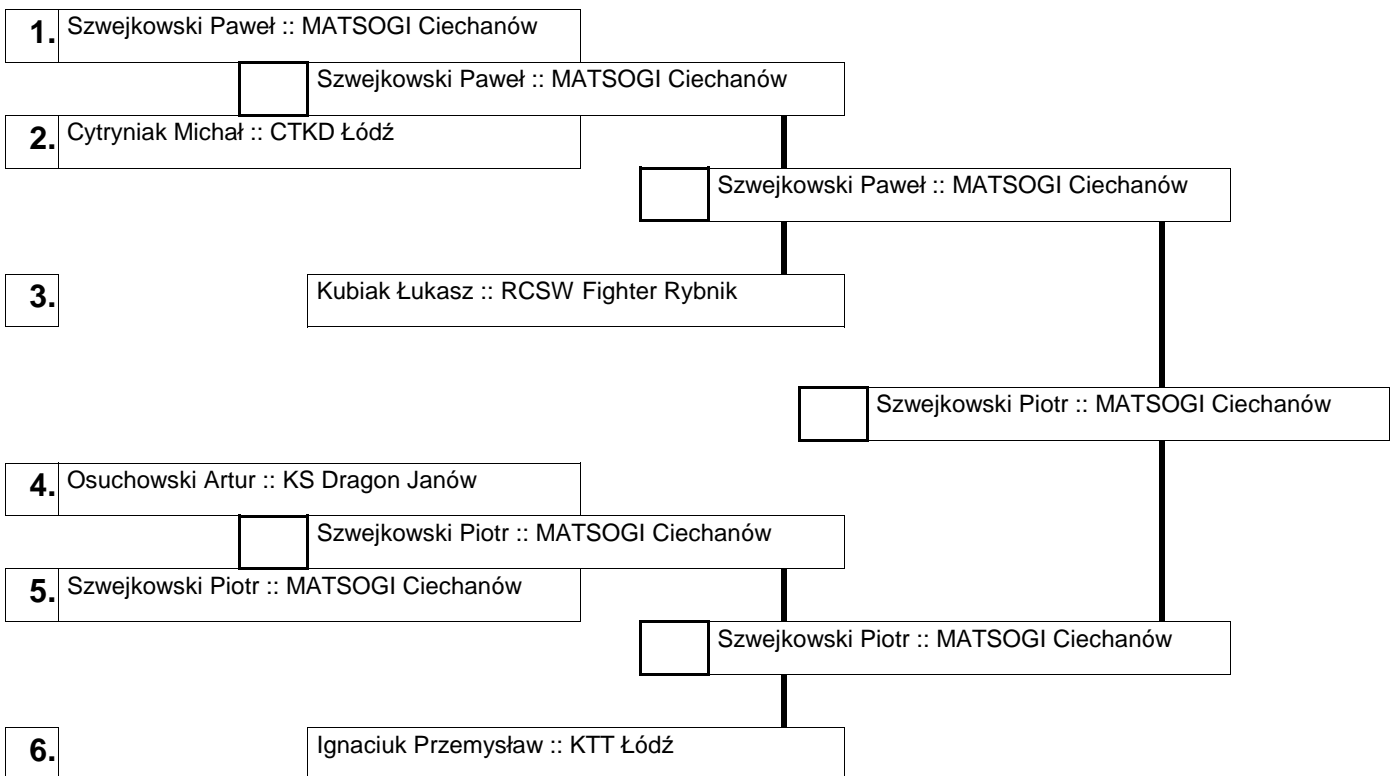 1. Szwejkowski Paweł :: MATSOGI Ciechanów
Szwejkowski Paweł :: MATSOGI Ciechanów
2. Cytryniak Michał :: CTKD Łódź
Szwejkowski Paweł :: MATSOGI Ciechanów
3. Kubiak Łukasz :: RCSW Fighter Rybnik
Szwejkowski Piotr :: MATSOGI Ciechanów
4. Osuchowski Artur :: KS Dragon Janów
Szwejkowski Piotr :: MATSOGI Ciechanów
5. Szwejkowski Piotr :: MATSOGI Ciechanów
Szwejkowski Piotr :: MATSOGI Ciechanów
6. Ignaciuk Przemysław :: KTT Łódź